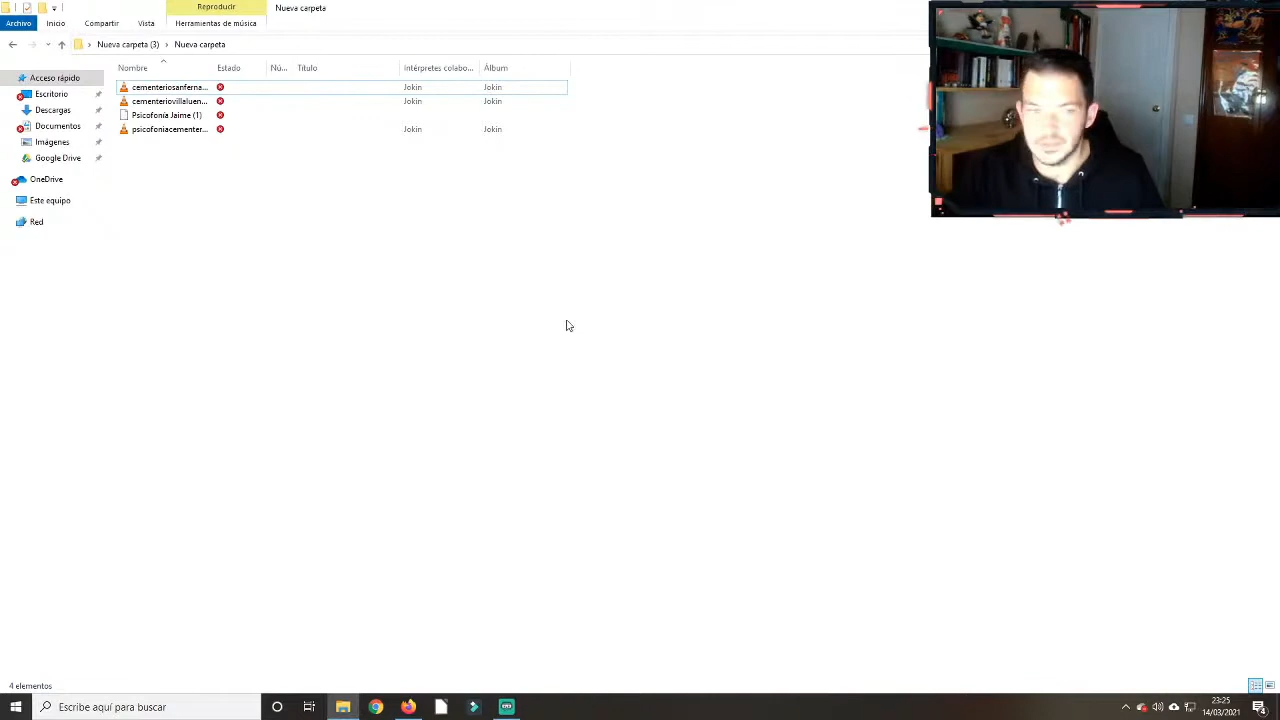 Reproducir
Nueva carpeta
Archivo Inicio Compartir Vista Herramientas de música
Nueva carpeta (3) > Nueva carpeta
Nombre Estado Nú... Título Intérpretes colabo... Álbum
Acceso rápido
Escritorio
Descargas
Documentos
Imágenes
Google Drive
OneDrive
Este equipo
Red
cementeriosanferna... Jokin Jokin
cementeriovillaluen... Jokin Jokin
Psicofonía Jaime (1)
psicofoniacementer... Jokin Jokin
4 elementos
Escribe aquí para buscar
23:25
14/03/2021